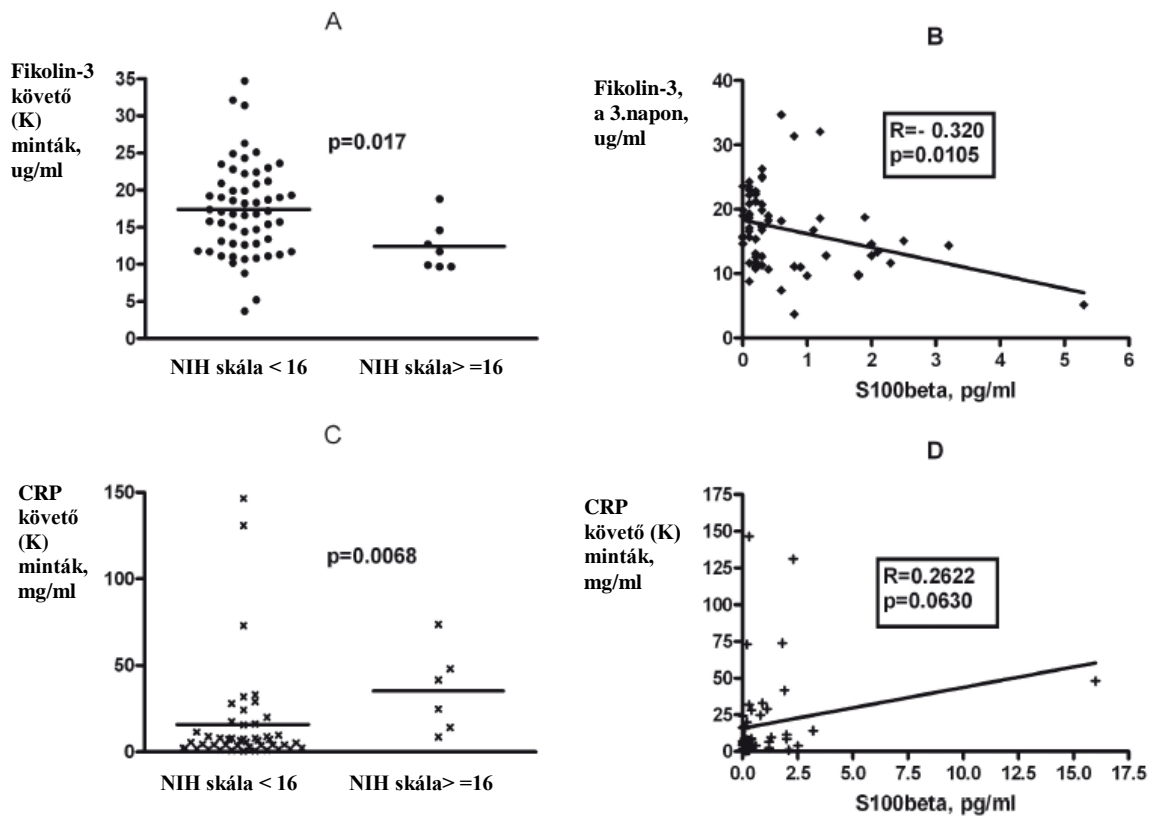 A
Fikolin-3
követő
(K)
minták,
ug/ml
35
30
25
20
15
10
5
0
p=0.017
NIH skála < 16
NIH skála> =16
B
Fikolin-3,
a 3.napon,
ug/ml
40
30
20
10
0
R=- 0.320
p=0.0105
0 1 2 3 4 5 6
S100beta, pg/ml
C
CRP
követő
(K)
minták,
mg/ml
150
100
50
0
p=0.0068
NIH skála < 16
NIH skála> =16
D
CRP
követő (K)
minták,
mg/ml
175
150
125
100
75
50
25
0
R=0.2622
p=0.0630
0.0 2.5 5.0 7.5 10.0 12.5 15.0 17.5
S100beta, pg/ml